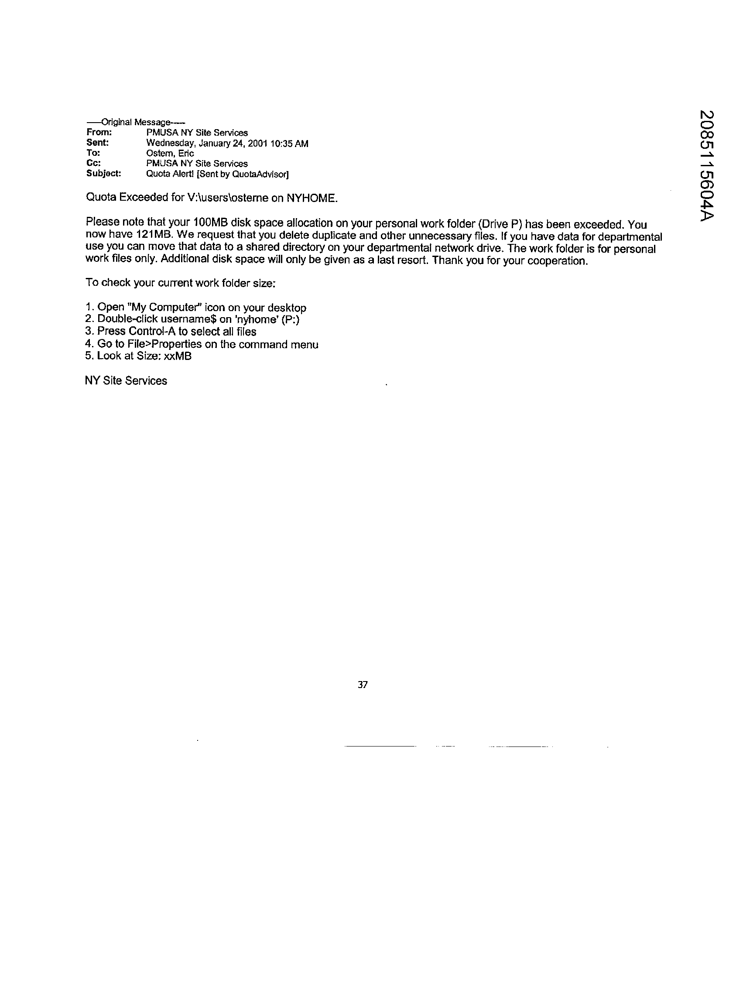 -----Original Message-----
From: PMUSA NY Site Services
Sent: Wednesday, January 24, 2001 10:35 AM
To: Ostern, Eric
Cc: PMUSA NY Site Services
Subject: Quota Alert! [Sent by QuotaAdvisor]
Quota Exceeded for V:\users\osterne on NYHOME.
Please note that your 100MB disk space allocation on your personal work folder (Drive P) has been exceeded. You
now have 121MB. We request that you delete duplicate and other unnecessary files. If you have data for departmental
use you can move that data to a shared directory on your departmental network drive. The work folder is for personal
work files only. Additional disk space will only be given as a last resort. Thank you for your cooperation.
To check your current work folder size:
1. Open "My Computer" icon on your desktop
2. Double-click username$ on 'nyhome' (P:)
3. Press Control-A to select all files
4. Go to File>Properties on the command menu
5. Look at Size: xxMB
NY Site Services
37
2085115604A